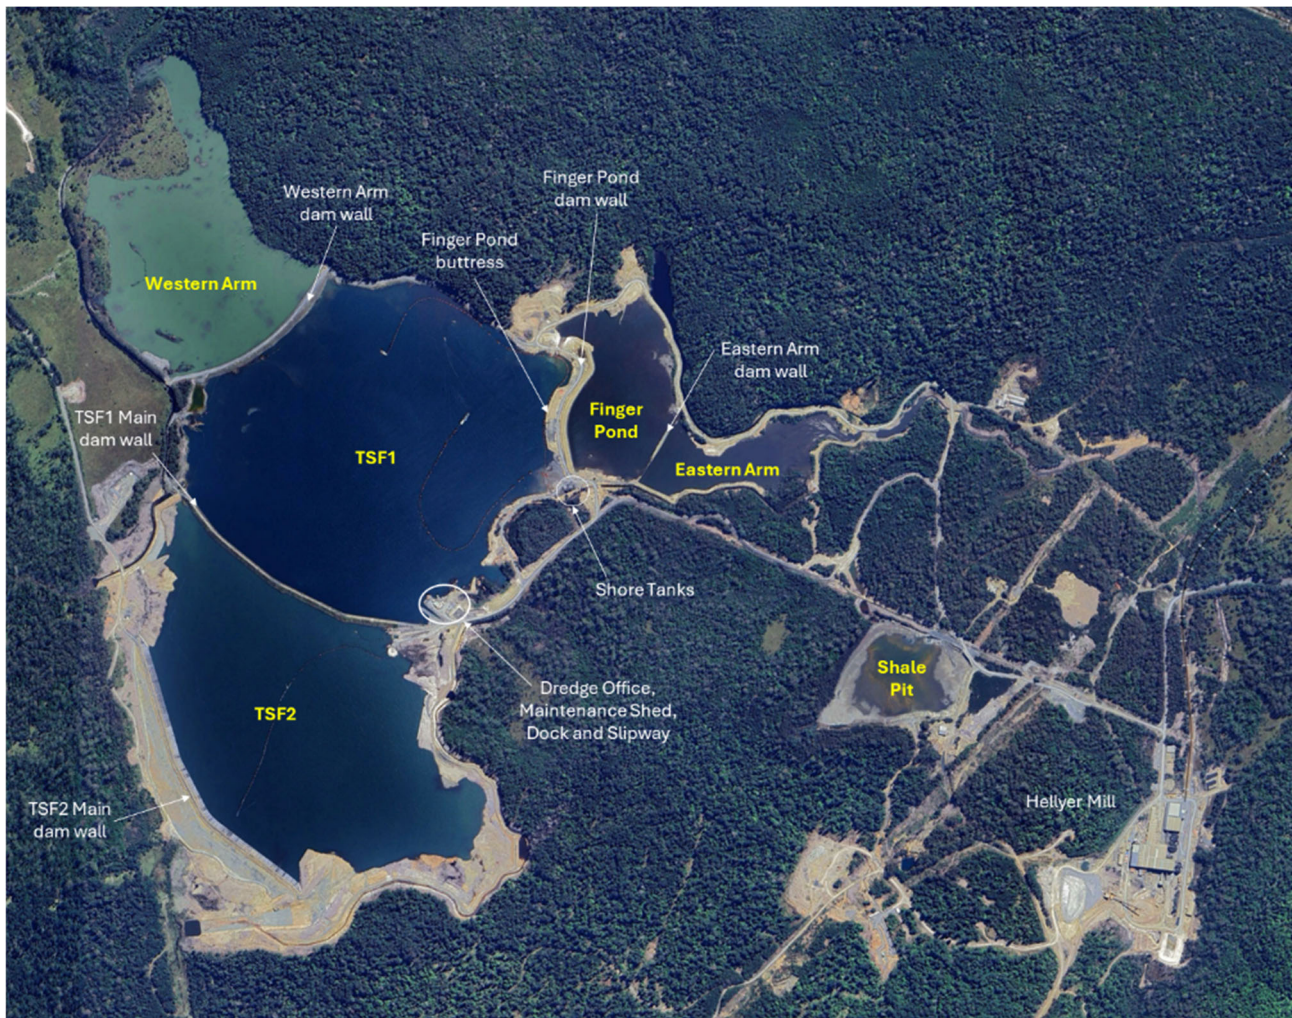 Finger Pond
dam wall
Western Arm
dam wall
Finger Pond
buttress
Western Arm
Eastern Arm
dam wall
TSF1 Main
dam wall
Finger
Pond
TSF1
Eastern Arm
Shore Tanks
Shale
Pit
Dredge Office,
Maintenance Shed,
Dock and Slipway
TSF2
TSF2 Main
dam wall
Hellyer Mill